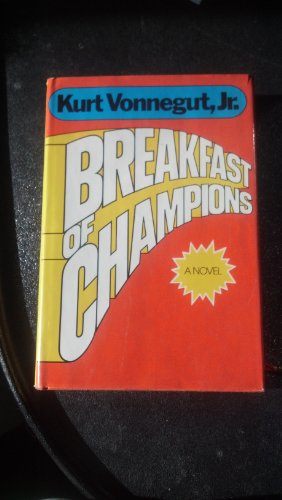 Kurt Vonnegut, Jr.
BREAKFAST
OF
CHAMPIONS
A NOVEL